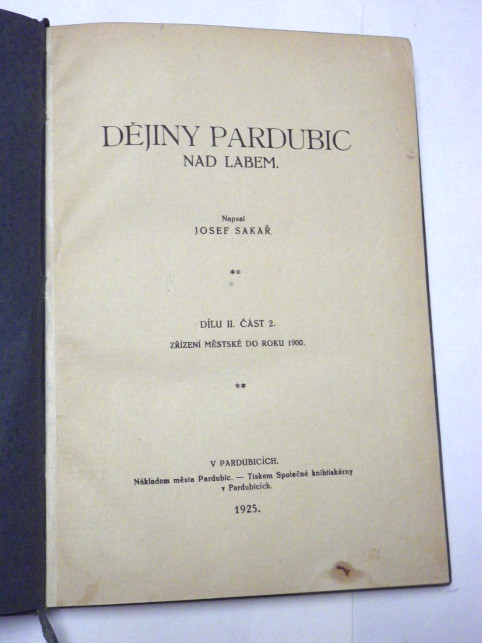 DĚJINY PARDUBIC
NAD LABEM.
Napsal
JOSEF SAKAŘ.
**
DÍLU II. ČÁST 2.
ZŘÍZENÍ MĚSTSKÉ DO ROKU 1900.
**
V PARDUBICÍCH.
Nákladem města Pardubic. — Tiskem Společné knihtiskárny
v Pardubicích.
1925.